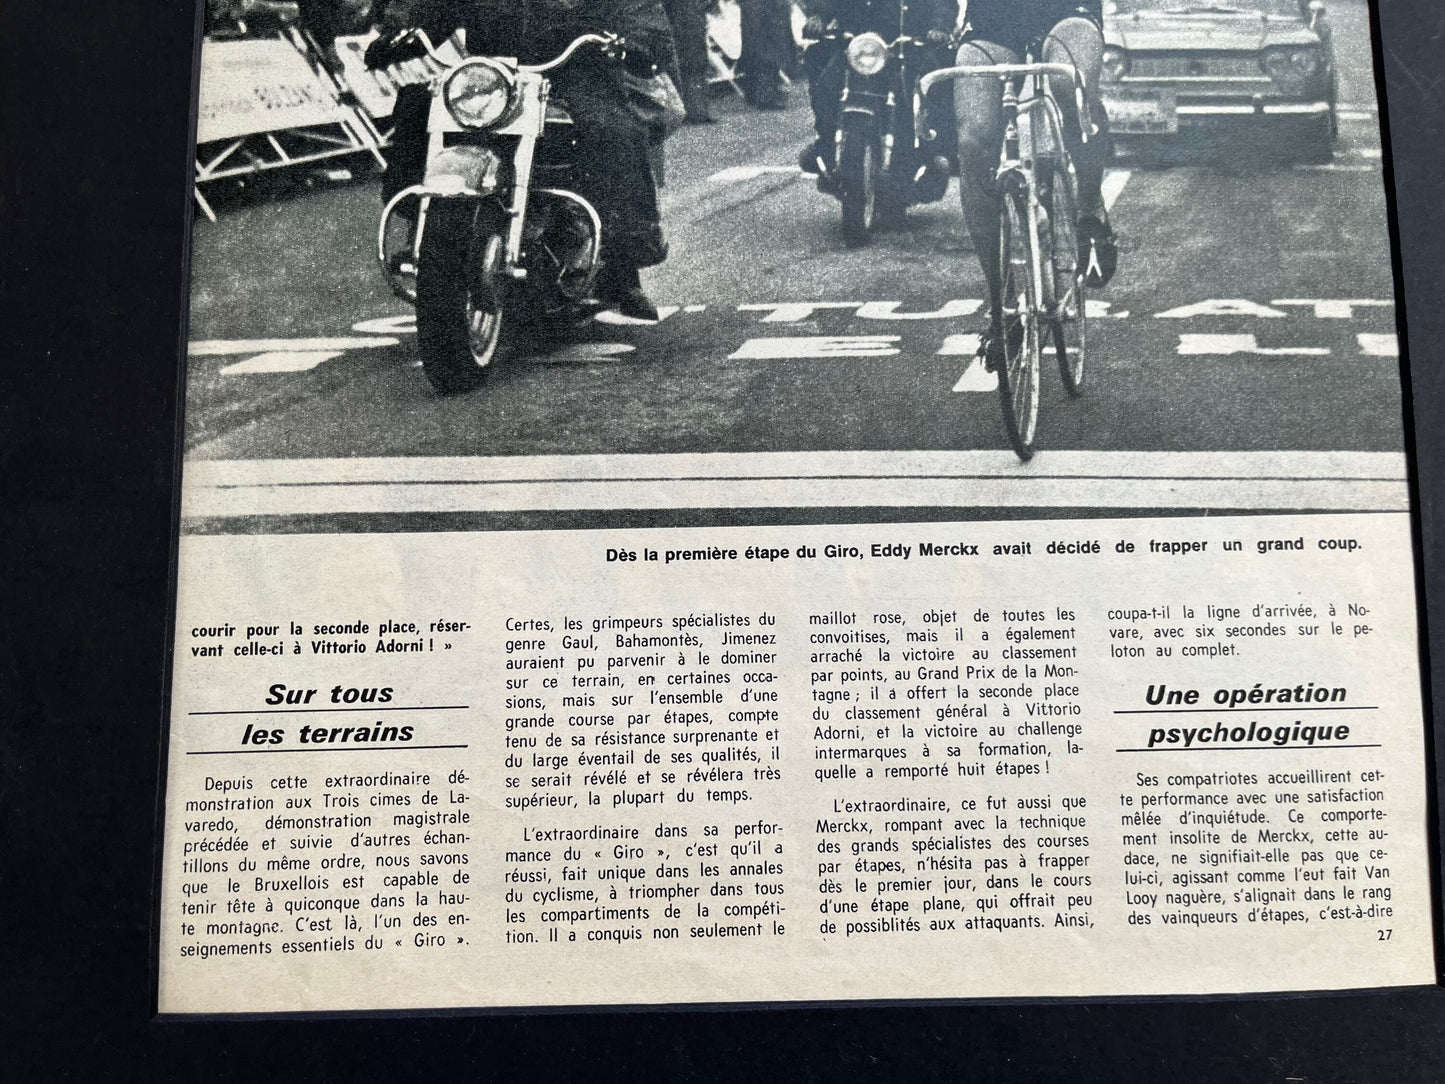 Dès la première étape du Giro, Eddy Merckx avait décidé de frapper un grand coup.
courir pour la seconde place, réser-
vant celle-ci à Vittorio Adorni ! »
Sur tous
les terrains
Depuis cette extraordinaire dé-
monstration aux Trois cimes de La-
varedo, démonstration magistrale
précédée et suivie d'autres échan-
tillons du même ordre, nous savons
que le Bruxellois est capable de
tenir tête à quiconque dans la hau-
te montagne. C'est là, l'un des en-
seignements essentiels du « Giro ».
Certes, les grimpeurs spécialistes du
genre Gaul, Bahamontès, Jimenez
auraient pu parvenir à le dominer
sur ce terrain, en certaines occa-
sions, mais sur l'ensemble d'une
grande course par étapes, compte
tenu de sa résistance surprenante et
du large éventail de ses qualités, il
se serait révélé et se révélera très
supérieur, la plupart du temps.
L'extraordinaire dans sa perfor-
mance du « Giro », c'est qu'il a
réussi, fait unique dans les annales
du cyclisme, à triompher dans tous
les compartiments de la compéti-
tion. Il a conquis non seulement le
maillot rose, objet de toutes les
convoitises, mais il a également
arraché la victoire au classement
par points, au Grand Prix de la Mon-
tagne ; il a offert la seconde place
du classement général à Vittorio
Adorni, et la victoire au challenge
intermarques à sa formation, la-
quelle a remporté huit étapes !
L'extraordinaire, ce fut aussi que
Merckx, rompant avec la technique
des grands spécialistes des courses
par étapes, n'hésita pas à frapper
dès le premier jour, dans le cours
d'une étape plane, qui offrait peu
de possiblités aux attaquants. Ainsi,
coupa-t-il la ligne d'arrivée, à No-
vare, avec six secondes sur le pe-
loton au complet.
Une opération
psychologique
Ses compatriotes accueillirent cet-
te performance avec une satisfaction
mêlée d'inquiétude. Ce comporte-
ment insolite de Merckx, cette au-
dace, ne signifiait-elle pas que ce-
lui-ci, agissant comme l'eut fait Van
Looy naguère, s'alignait dans le rang
des vainqueurs d'étapes, c'est-à-dire
27